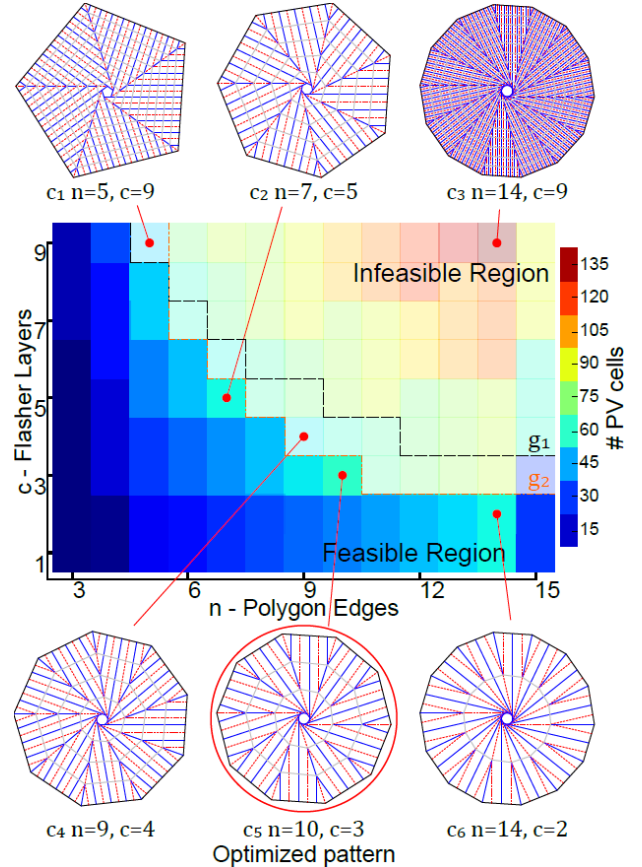 c₁ n=5, c=9
c₂ n=7, c=5
c₃ n=14, c=9
9
7
5
3
1
c - Flasher Layers
Infeasible Region
g₁
g₂
Feasible Region
3
6
9
12
15
n - Polygon Edges
135
120
105
90
75
60
45
30
15
# PV cells
c₄ n=9, c=4
c₅ n=10, c=3
c₆ n=14, c=2
Optimized pattern